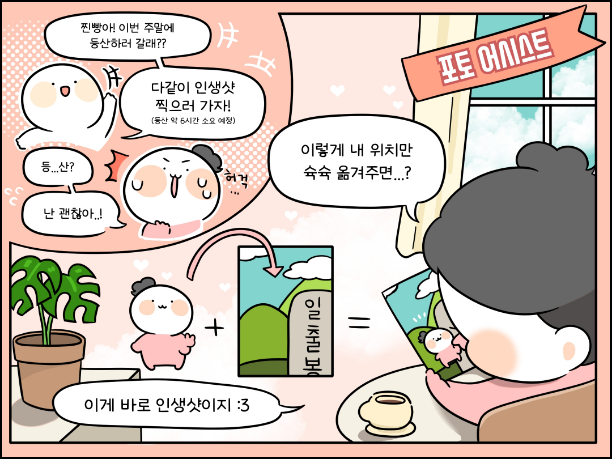 찐빵아! 이번 주말에
등산하러 갈래??
다같이 인생샷
찍으러 가자!
(등산 약 6시간 소요 예정)
등...산?
난 괜찮아..!
허걱
...
포토 어시스트
이렇게 내 위치만
슉슉 옮겨주면...?
+
일출봉
=
이게 바로 인생샷이지 :3